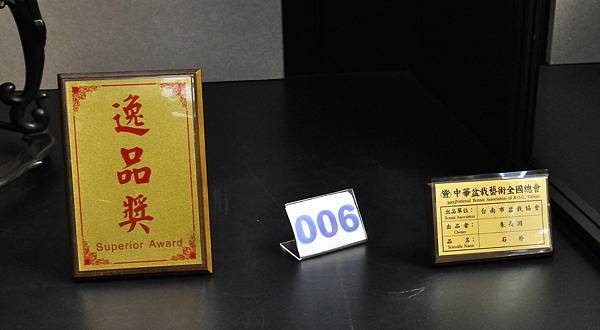 逸品獎
Superior Award
006
中華盆栽藝術全國總會
National Bonsai Association of R.O.C. Taiwan
出品單位： 台南市盆栽協會
Bonsai Association
出品者：
Owner
品名：
Scientific Name